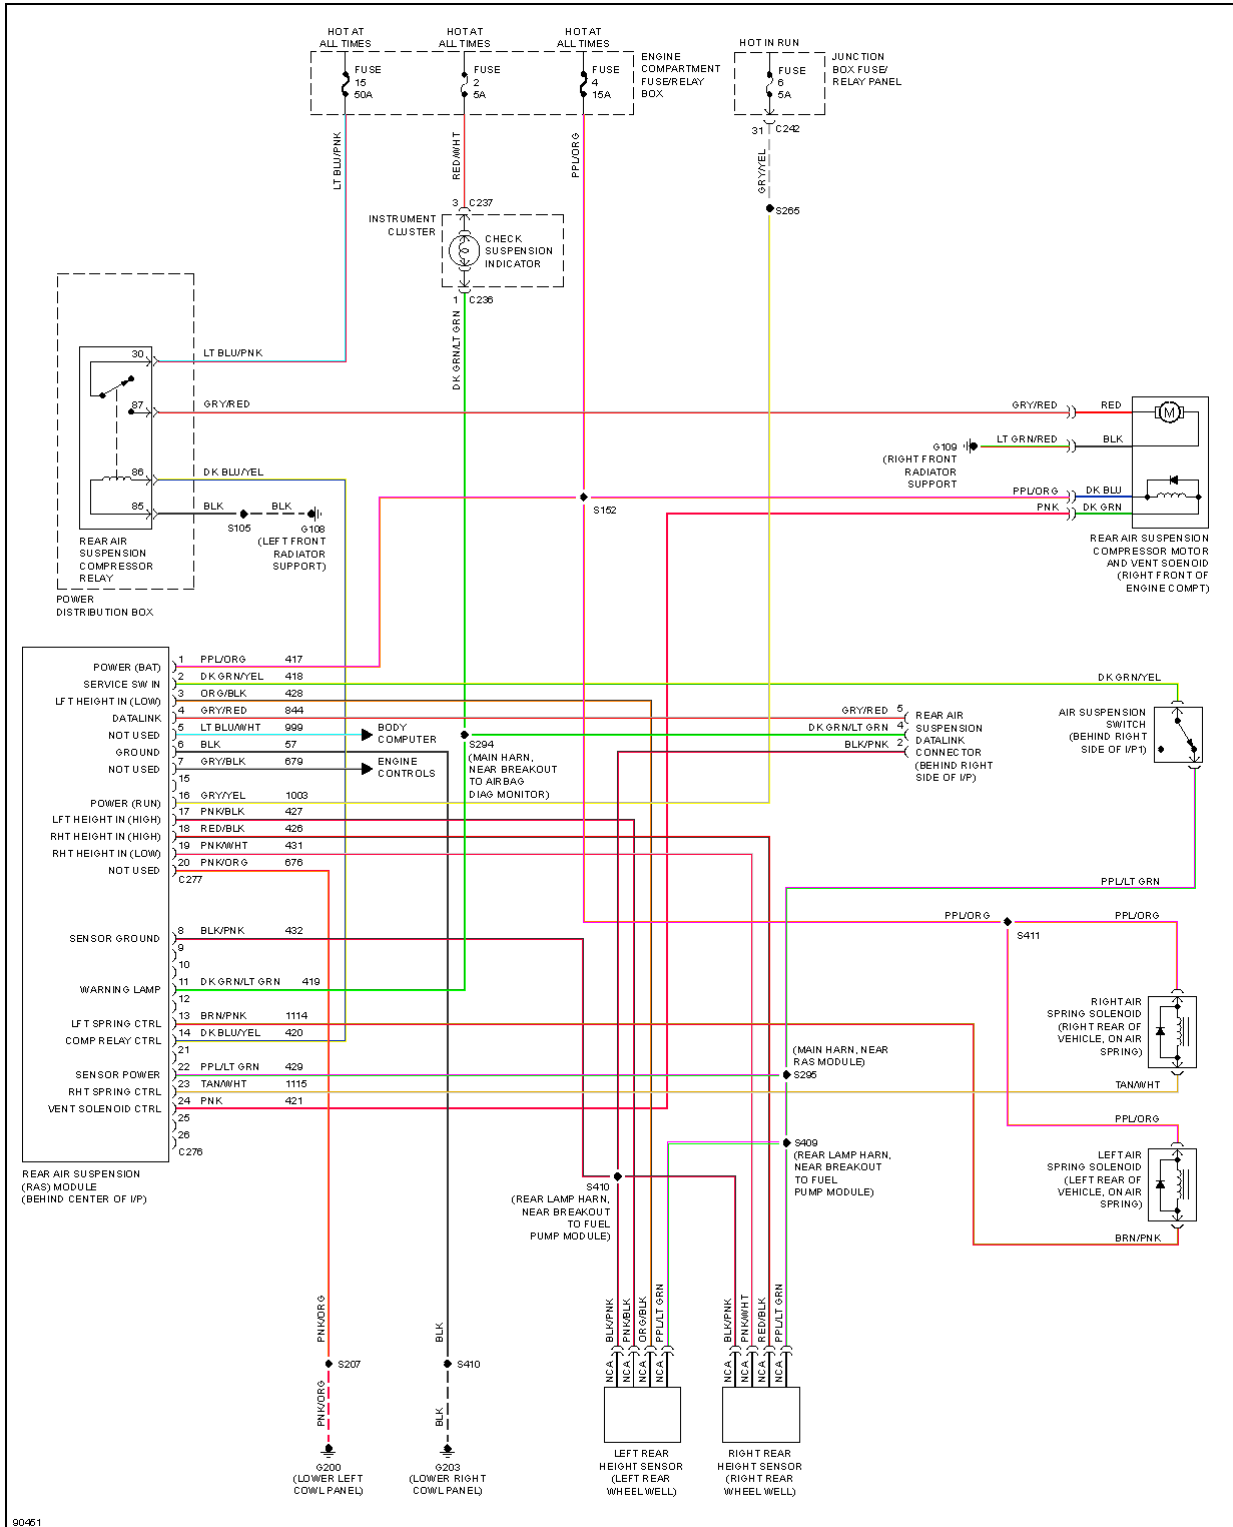 HOT AT
ALL TIMES
HOT AT
ALL TIMES
HOT AT
ALL TIMES
HOT IN RUN
FUSE
15
50A
FUSE
2
5A
FUSE
4
15A
ENGINE
COMPARTMENT
FUSE/RELAY
BOX
FUSE
6
5A
JUNCTION
BOX FUSE/
RELAY PANEL
31 C242
LT BLU/PNK
RED/WHT
PPL/ORG
GRY/YEL
S265
3 C237
INSTRUMENT
CLUSTER
CHECK
SUSPENSION
INDICATOR
1 C236
DK GRN/LT GRN
30 LT BLU/PNK
87 GRY/RED
86 DK BLU/YEL
85 BLK
BLK
S105
G108
(LEFT FRONT
RADIATOR
SUPPORT)
REAR AIR
SUSPENSION
COMPRESSOR
RELAY
POWER
DISTRIBUTION BOX
GRY/RED RED
M
G109
(RIGHT FRONT
RADIATOR
SUPPORT
LT GRN/RED BLK
PPL/ORG DK BLU
PNK DK GRN
S152
REAR AIR SUSPENSION
COMPRESSOR MOTOR
AND VENT SOENOID
(RIGHT FRONT OF
ENGINE COMPT)
POWER (BAT) 1 PPL/ORG 417
SERVICE SW IN 2 DK GRN/YEL 418
LFT HEIGHT IN (LOW) 3 ORG/BLK 428
DATALINK 4 GRY/RED 844
NOT USED 5 LT BLU/WHT 999
GROUND 6 BLK 57
NOT USED 7 GRY/BLK 679
15
POWER (RUN) 16 GRY/YEL 1003
LFT HEIGHT IN (HIGH) 17 PNK/BLK 427
RHT HEIGHT IN (HIGH) 18 RED/BLK 426
RHT HEIGHT IN (LOW) 19 PNK/WHT 431
NOT USED 20 PNK/ORG 676
C277
SENSOR GROUND 8 BLK/PNK 432
9
10
WARNING LAMP 11 DK GRN/LT GRN 419
12
LFT SPRING CTRL 13 BRN/PNK 1114
COMP RELAY CTRL 14 DK BLU/YEL 420
21
SENSOR POWER 22 PPL/LT GRN 429
RHT SPRING CTRL 23 TAN/WHT 1115
VENT SOLENOID CTRL 24 PNK 421
25
26
C276
REAR AIR SUSPENSION
(RAS) MODULE
(BEHIND CENTER OF I/P)
BODY
COMPUTER
ENGINE
CONTROLS
S294
(MAIN HARN,
NEAR BREAKOUT
TO AIRBAG
DIAG MONITOR)
GRY/RED 5
DK GRN/LT GRN 4
BLK/PNK 2
REAR AIR
SUSPENSION
DATALINK
CONNECTOR
(BEHIND RIGHT
SIDE OF I/P)
DK GRN/YEL
AIR SUSPENSION
SWITCH
(BEHIND RIGHT
SIDE OF I/P1)
PPL/LT GRN
PPL/ORG
PPL/ORG
S411
RIGHT AIR
SPRING SOLENOID
(RIGHT REAR OF
VEHICLE, ON AIR
SPRING)
TAN/WHT
PPL/ORG
LEFT AIR
SPRING SOLENOID
(LEFT REAR OF
VEHICLE, ON AIR
SPRING)
BRN/PNK
(MAIN HARN, NEAR
RAS MODULE)
S295
S409
(REAR LAMP HARN,
NEAR BREAKOUT
TO FUEL
PUMP MODULE)
S410
(REAR LAMP HARN,
NEAR BREAKOUT
TO FUEL
PUMP MODULE)
PNK/ORG
BLK
S207
S410
PNK/ORG
BLK
G200
(LOWER LEFT
COWL PANEL)
G203
(LOWER RIGHT
COWL PANEL)
BLK/PNK
PNK/BLK
ORG/BLK
PPL/LT GRN
BLK/PNK
PNK/WHT
RED/BLK
PPL/LT GRN
NCA
NCA
NCA
NCA
NCA
NCA
NCA
NCA
LEFT REAR
HEIGHT SENSOR
(LEFT REAR
WHEEL WELL)
RIGHT REAR
HEIGHT SENSOR
(RIGHT REAR
WHEEL WELL)
90451